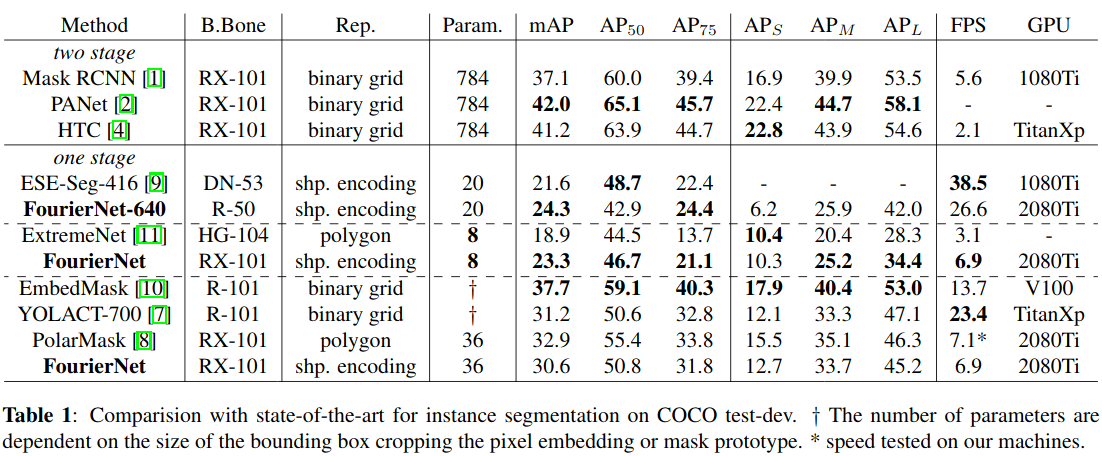 Method B.Bone Rep. Param. mAP AP50 AP75 APS APM APL FPS GPU
two stage
Mask RCNN [1] RX-101 binary grid 784 37.1 60.0 39.4 16.9 39.9 53.5 5.6 1080Ti
PANet [2] RX-101 binary grid 784 42.0 65.1 45.7 22.4 44.7 58.1 - -
HTC [4] RX-101 binary grid 784 41.2 63.9 44.7 22.8 43.9 54.6 2.1 TitanXp
one stage
ESE-Seg-416 [9] DN-53 shp. encoding 20 21.6 48.7 22.4 - - - 38.5 1080Ti
FourierNet-640 R-50 shp. encoding 20 24.3 42.9 24.4 6.2 25.9 42.0 26.6 2080Ti
ExtremeNet [11] HG-104 polygon 8 18.9 44.5 13.7 10.4 20.4 28.3 3.1 -
FourierNet RX-101 shp. encoding 8 23.3 46.7 21.1 10.3 25.2 34.4 6.9 2080Ti
EmbedMask [10] R-101 binary grid † 37.7 59.1 40.3 17.9 40.4 53.0 13.7 V100
YOLACT-700 [7] R-101 binary grid † 31.2 50.6 32.8 12.1 33.3 47.1 23.4 TitanXp
PolarMask [8] RX-101 polygon 36 32.9 55.4 33.8 15.5 35.1 46.3 7.1* 2080Ti
FourierNet RX-101 shp. encoding 36 30.6 50.8 31.8 12.7 33.7 45.2 6.9 2080Ti
Table 1: Comparision with state-of-the-art for instance segmentation on COCO test-dev. † The number of parameters are
dependent on the size of the bounding box cropping the pixel embedding or mask prototype. * speed tested on our machines.